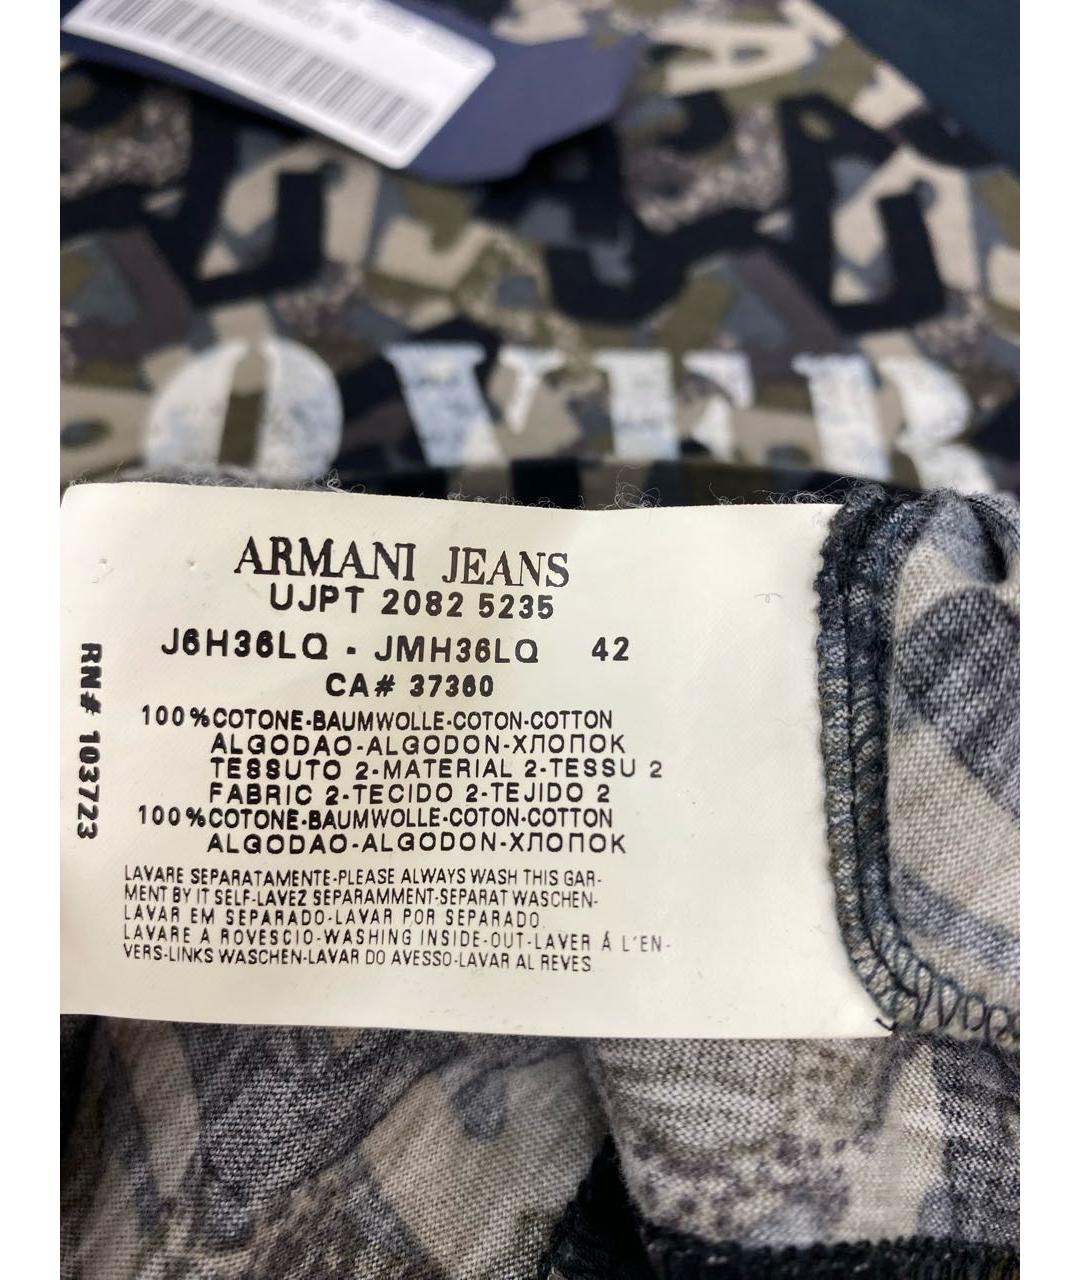 OVER
ARMANI JEANS
UJPT 2082 5235
J6H36LQ - JMH36LQ 42
CA# 37360
RN# 103723
100%COTONE-BAUMWOLLE-COTON-COTTON
ALGODAO-ALGODON-ХЛОПОК
TESSUTO 2-MATERIAL 2-TESSU 2
FABRIC 2-TECIDO 2-TEJIDO 2
100%COTONE-BAUMWOLLE-COTON-COTTON
ALGODAO-ALGODON-ХЛОПОК
LAVARE SEPARATAMENTE-PLEASE ALWAYS WASH THIS GAR-
MENT BY IT SELF-LAVEZ SEPARAMMENT-SEPARAT WASCHEN-
LAVAR EM SEPARADO-LAVAR POR SEPARADO
LAVARE A ROVESCIO-WASHING INSIDE-OUT-LAVER Á L'EN-
VERS-LINKS WASCHEN-LAVAR DO AVESSO-LAVAR AL REVES